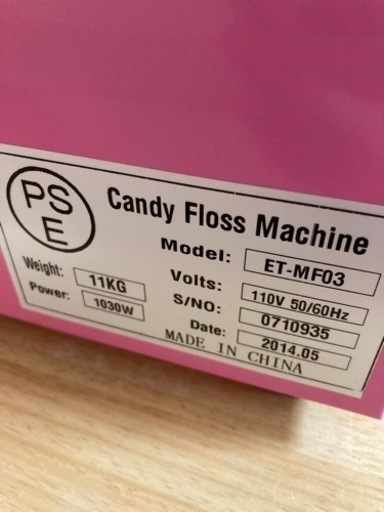 PS
E
Candy Floss Machine
Model: ET-MF03
Weight: 11KG
Volts: 110V 50/60Hz
Power: 1030W
S/NO: 0710935
Date: 2014.05
MADE IN CHINA